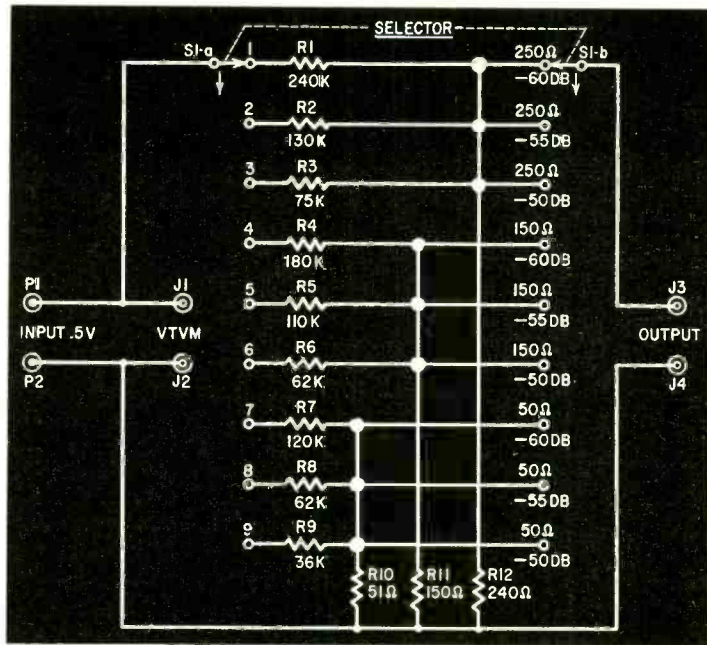 SELECTOR
S1-a 1 R1 250Ω S1-b
240K -60DB
2 R2 250Ω
130K -55DB
3 R3 250Ω
75K -50DB
4 R4 150Ω
180K -60DB
P1 J1 5 R5 150Ω J3
110K -55DB
INPUT .5V VTVM OUTPUT
P2 J2 6 R6 150Ω J4
62K -50DB
7 R7 50Ω
120K -60DB
8 R8 50Ω
62K -55DB
9 R9 50Ω
36K -50DB
R10 R11 R12
51Ω 150Ω 240Ω